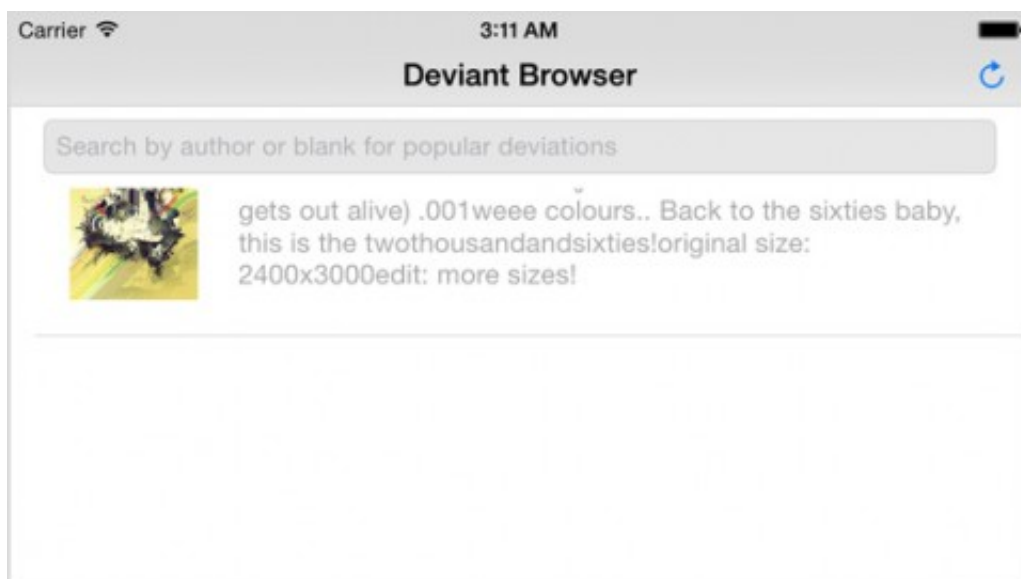 Carrier
3:11 AM
Deviant Browser
Search by author or blank for popular deviations
gets out alive) .001weee colours.. Back to the sixties baby,
this is the twothousandandsixties!original size:
2400x3000edit: more sizes!